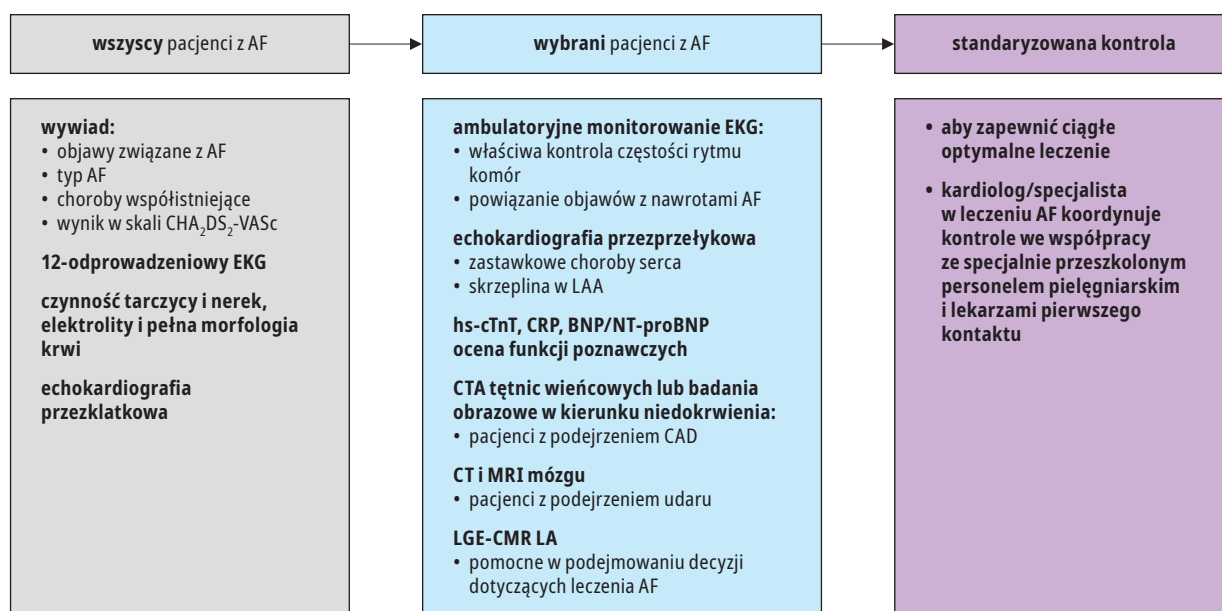 wszyscy pacjenci z AF
wybrani pacjenci z AF
standaryzowana kontrola
wywiad:
• objawy związane z AF
• typ AF
• choroby współistniejące
• wynik w skali CHA₂DS₂-VASc
12-odprowadzeniowy EKG
czynność tarczycy i nerek,
elektrolity i pełna morfologia
krwi
echokardiografia
przezklatkowa
ambulatoryjne monitorowanie EKG:
• właściwa kontrola częstości rytmu
komór
• powiązanie objawów z nawrotami AF
echokardiografia przezprzełykowa
• zastawkowe choroby serca
• skrzeplina w LAA
hs-cTnT, CRP, BNP/NT-proBNP
ocena funkcji poznawczych
CTA tętnic wieńcowych lub badania
obrazowe w kierunku niedokrwienia:
• pacjenci z podejrzeniem CAD
CT i MRI mózgu
• pacjenci z podejrzeniem udaru
LGE-CMR LA
• pomocne w podejmowaniu decyzji
dotyczących leczenia AF
• aby zapewnić ciągłe
optymalne leczenie
• kardiolog/specjalista
w leczeniu AF koordynuje
kontrole we współpracy
ze specjalnie przeszkolonym
personelem pielęgniarskim
i lekarzami pierwszego
kontaktu